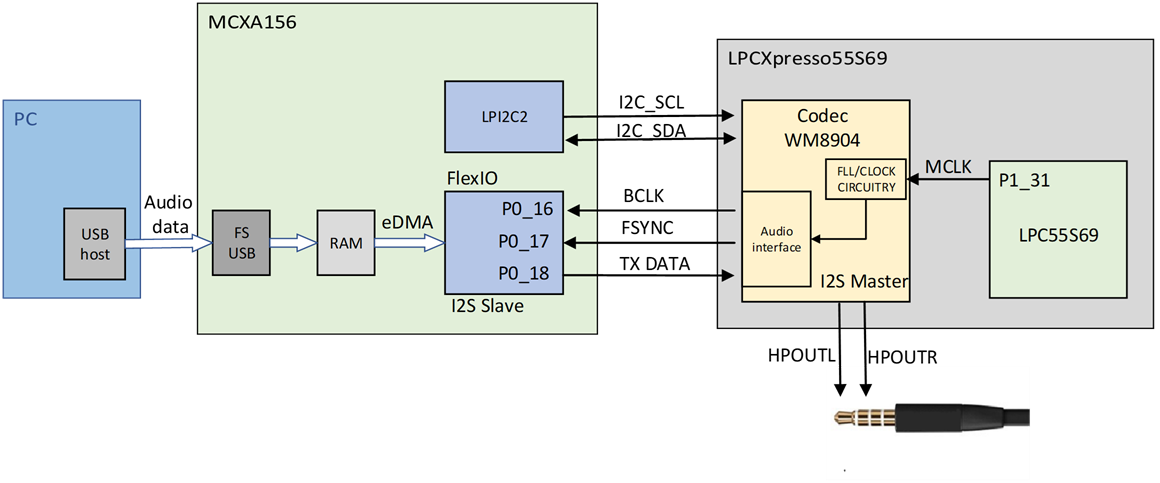 MCXA156
LPCXpresso55S69
PC
LPI2C2
I2C_SCL
I2C_SDA
Codec
WM8904
FLL/CLOCK
CIRCUITRY
MCLK
P1_31
LPC55S69
FlexIO
P0_16
P0_17
P0_18
I2S Slave
BCLK
FSYNC
TX DATA
Audio
interface
I2S Master
Audio
data
USB
host
FS
USB
RAM
eDMA
HPOUTL
HPOUTR